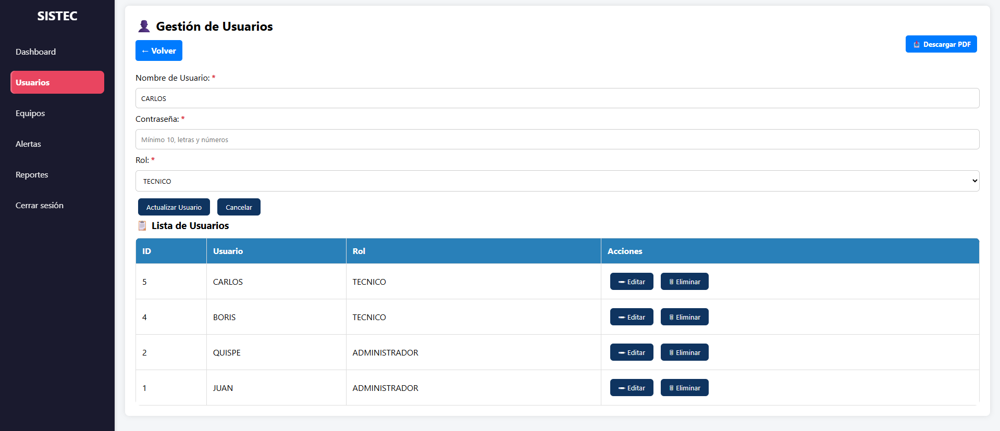 SISTEC
Dashboard
Usuarios
Equipos
Alertas
Reportes
Cerrar sesión
Gestión de Usuarios
← Volver
Descargar PDF
Nombre de Usuario: *
CARLOS
Contraseña: *
Mínimo 10, letras y números
Rol: *
TECNICO
Actualizar Usuario Cancelar
Lista de Usuarios
ID Usuario Rol Acciones
5 CARLOS TECNICO Editar Eliminar
4 BORIS TECNICO Editar Eliminar
2 QUISPE ADMINISTRADOR Editar Eliminar
1 JUAN ADMINISTRADOR Editar Eliminar